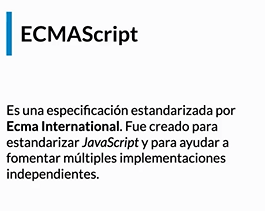 ECMAScript
Es una especificación estandarizada por
Ecma International. Fue creado para
estandarizar JavaScript y para ayudar a
fomentar múltiples implementaciones
independientes.